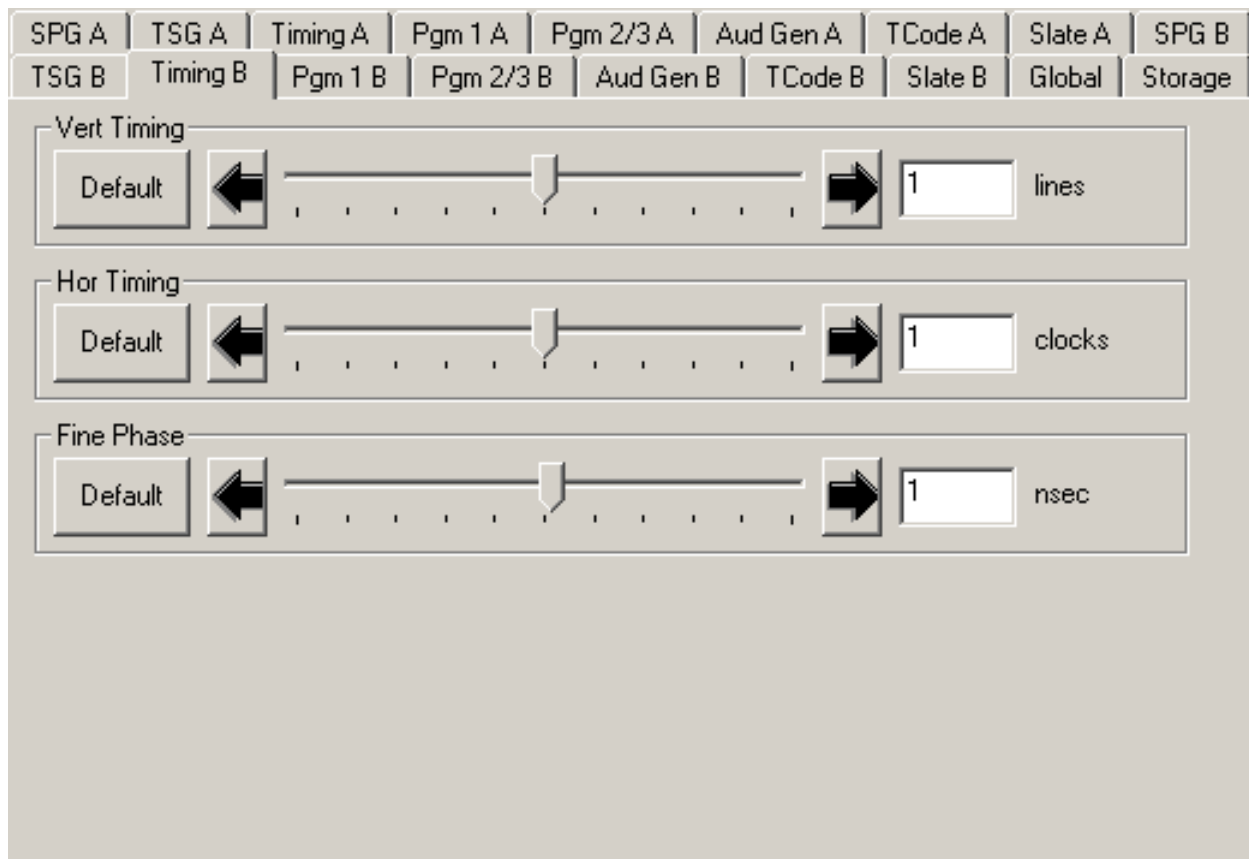 SPG A TSG A Timing A Pgm 1 A Pgm 2/3 A Aud Gen A TCode A Slate A SPG B
TSG B Timing B Pgm 1 B Pgm 2/3 B Aud Gen B TCode B Slate B Global Storage
Vert Timing
Default 1 lines
Hor Timing
Default 1 clocks
Fine Phase
Default 1 nsec